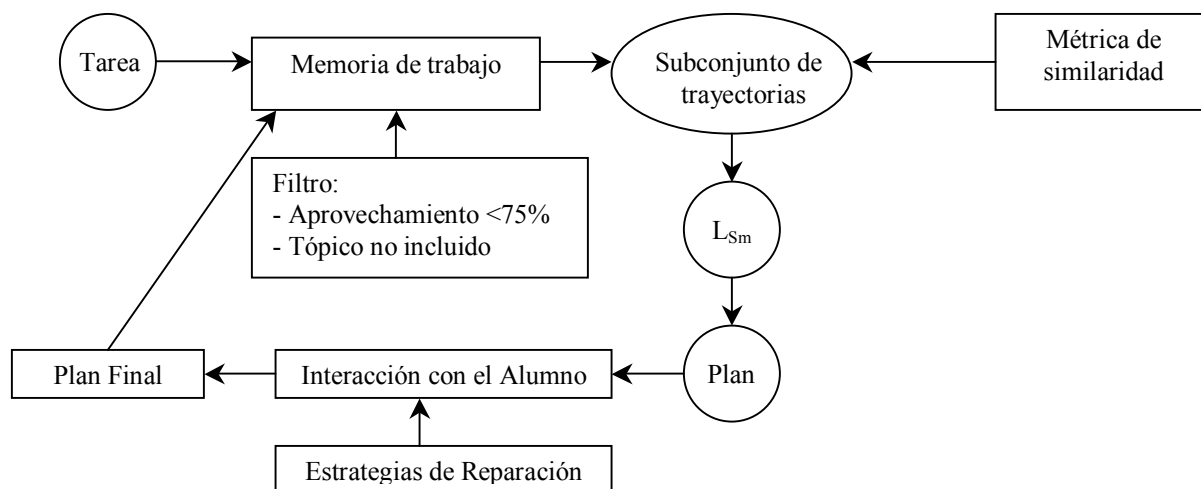 Tarea
Memoria de trabajo
Subconjunto de
trayectorias
Métrica de
similaridad
Filtro:
- Aprovechamiento <75%
- Tópico no incluido
LSm
Plan Final
Interacción con el Alumno
Plan
Estrategias de Reparación